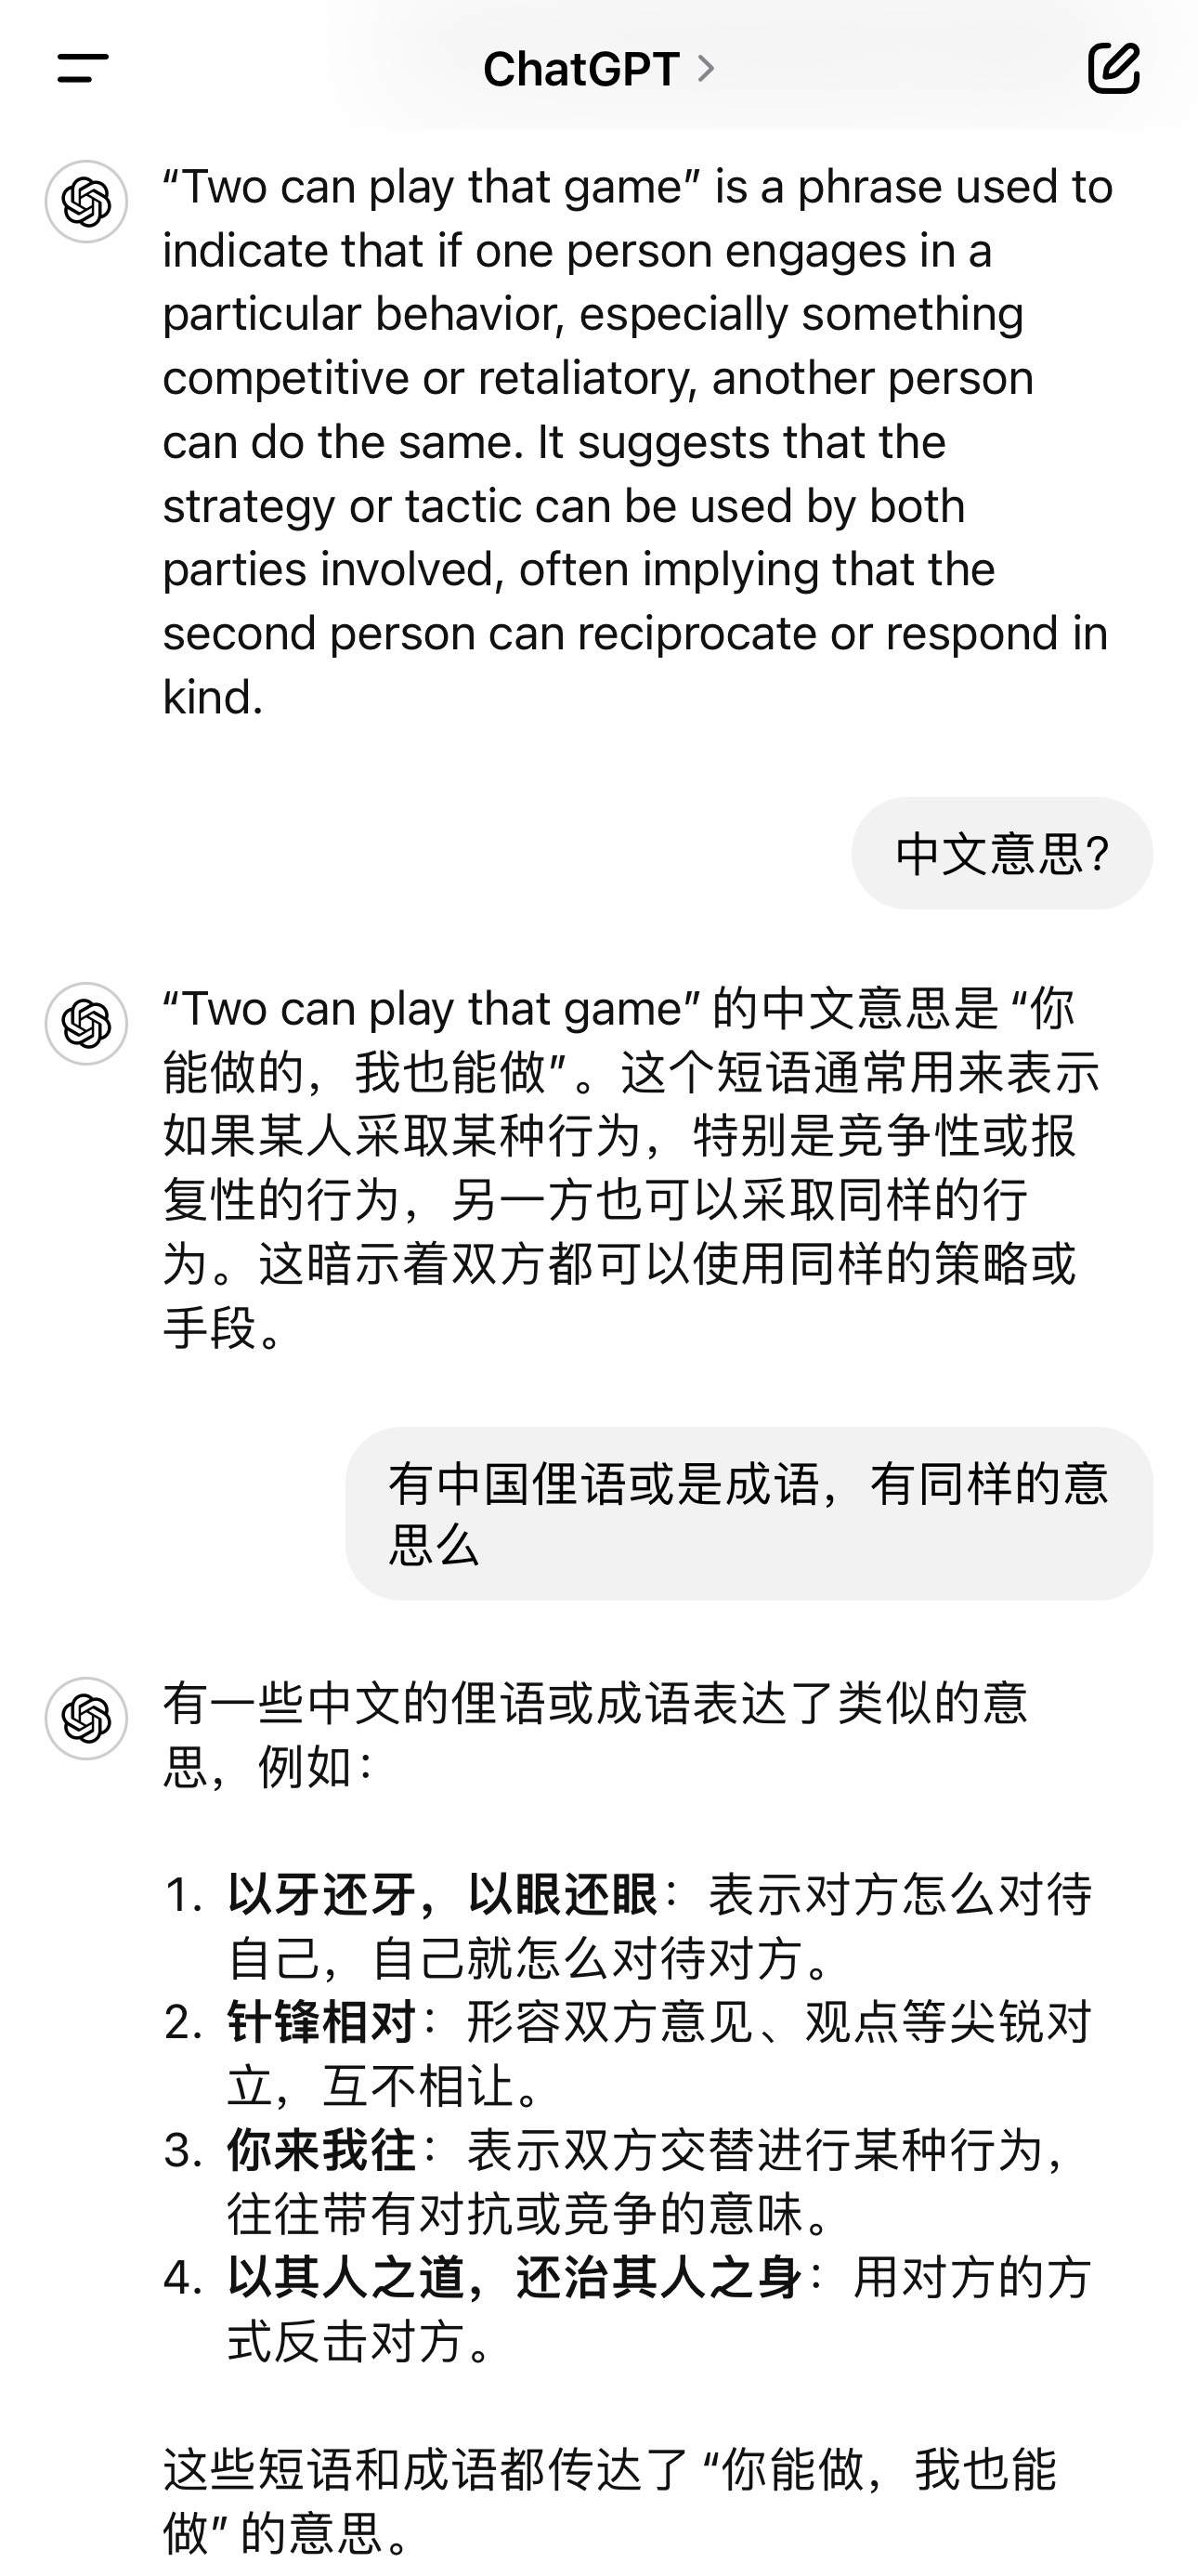 ChatGPT >
“Two can play that game” is a phrase used to
indicate that if one person engages in a
particular behavior, especially something
competitive or retaliatory, another person
can do the same. It suggests that the
strategy or tactic can be used by both
parties involved, often implying that the
second person can reciprocate or respond in
kind.
中文意思?
“Two can play that game” 的中文意思是 “你
能做的，我也能做” 。这个短语通常用来表示
如果某人采取某种行为，特别是竞争性或报
复性的行为，另一方也可以采取同样的行
为。这暗示着双方都可以使用同样的策略或
手段。
有中国俚语或是成语，有同样的意
思么
有一些中文的俚语或成语表达了类似的意
思，例如：
1. 以牙还牙，以眼还眼：表示对方怎么对待
自己，自己就怎么对待对方。
2. 针锋相对：形容双方意见、观点等尖锐对
立，互不相让。
3. 你来我往：表示双方交替进行某种行为，
往往带有对抗或竞争的意味。
4. 以其人之道，还治其人之身：用对方的方
式反击对方。
这些短语和成语都传达了 “你能做，我也能
做” 的意思。